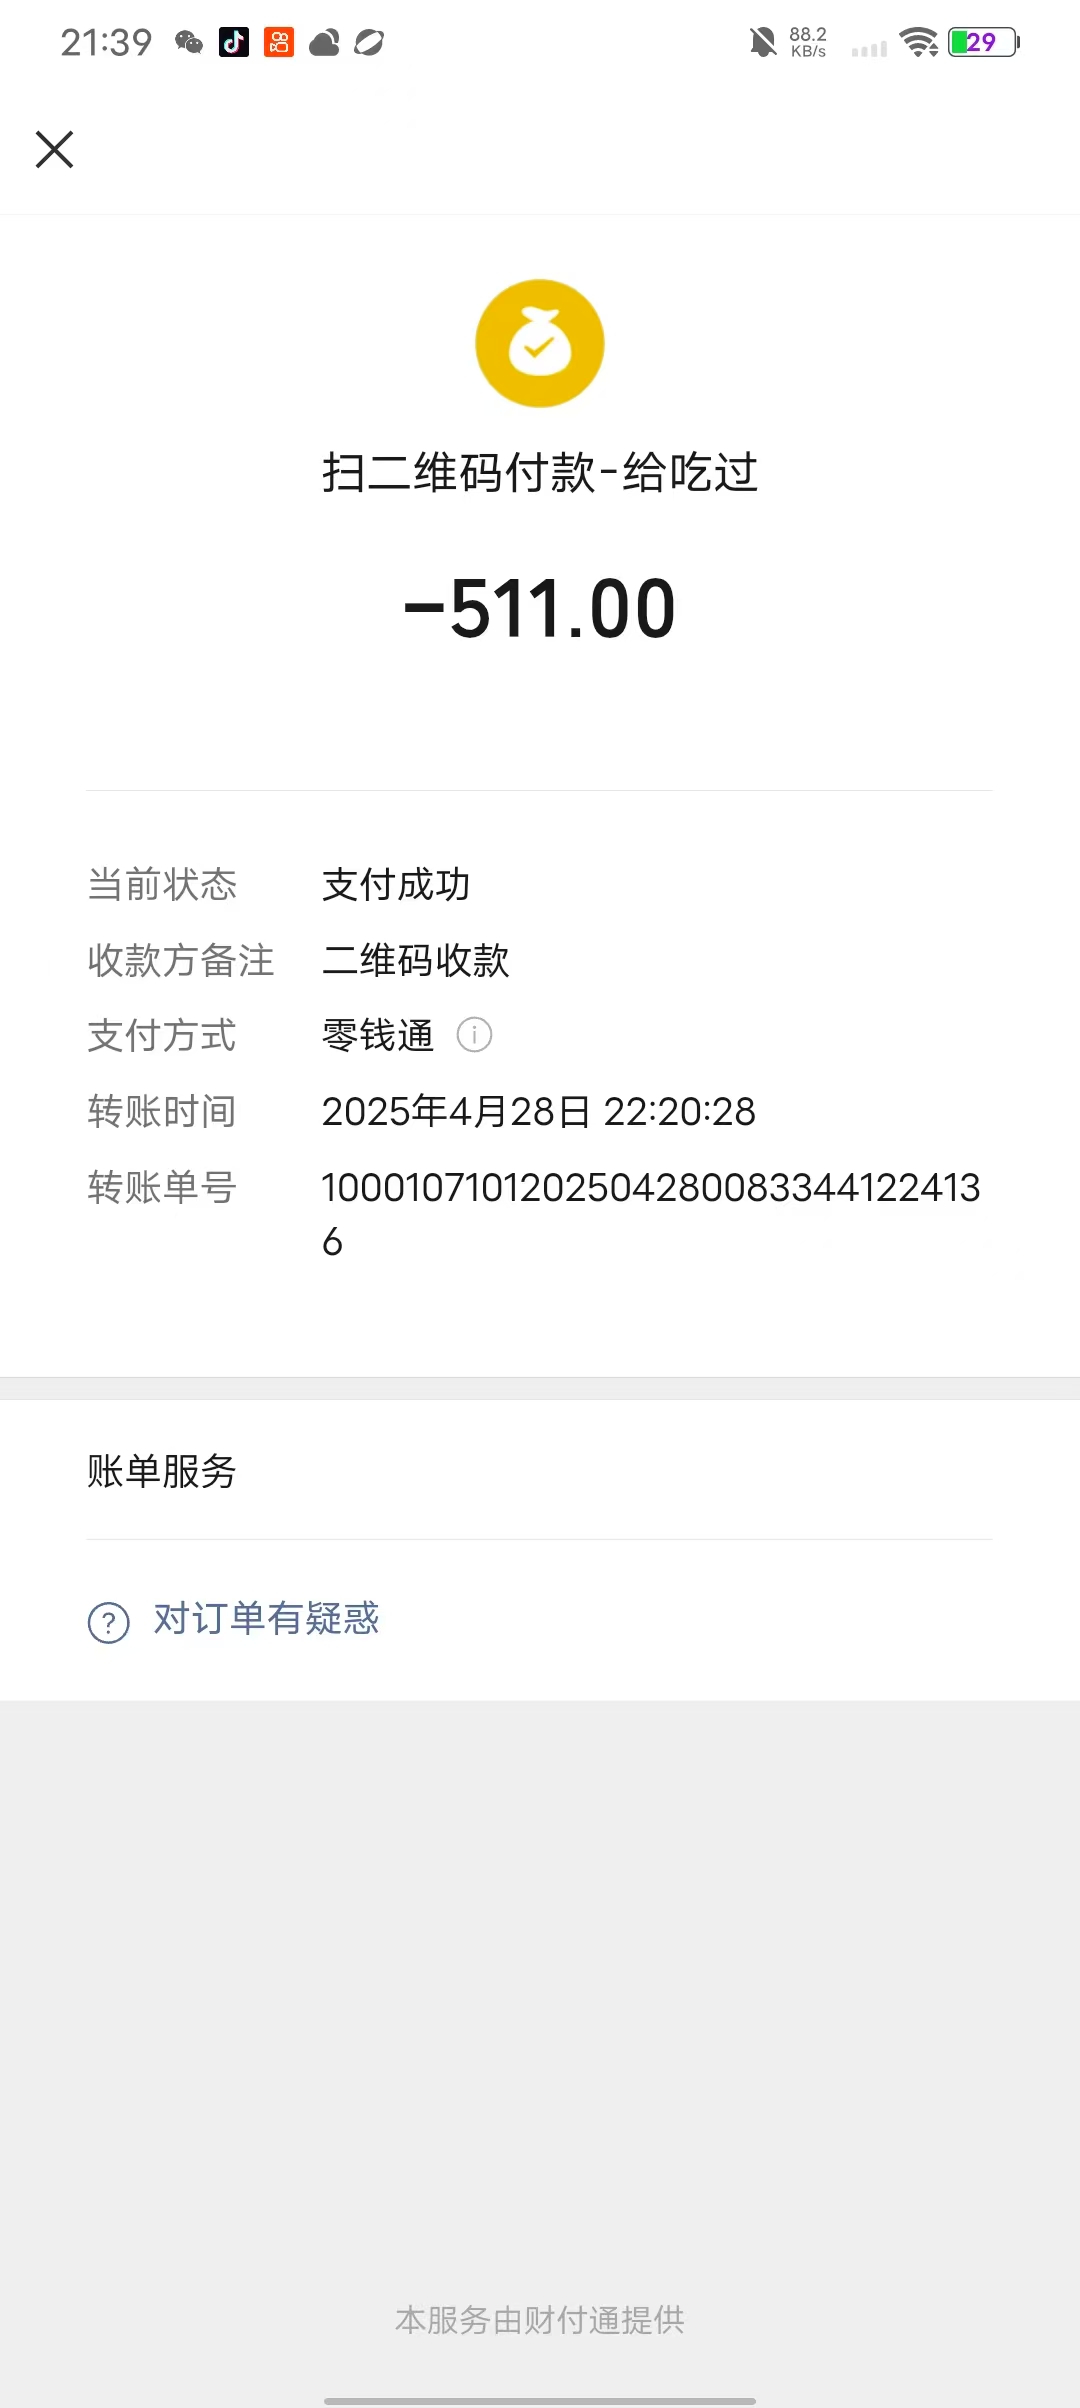 21:39 88.2 KB/s 29
扫二维码付款-给吃过
-511.00
当前状态 支付成功
收款方备注 二维码收款
支付方式 零钱通
转账时间 2025年4月28日 22:20:28
转账单号 1000107101202504280083344122413
6
账单服务
对订单有疑惑
本服务由财付通提供